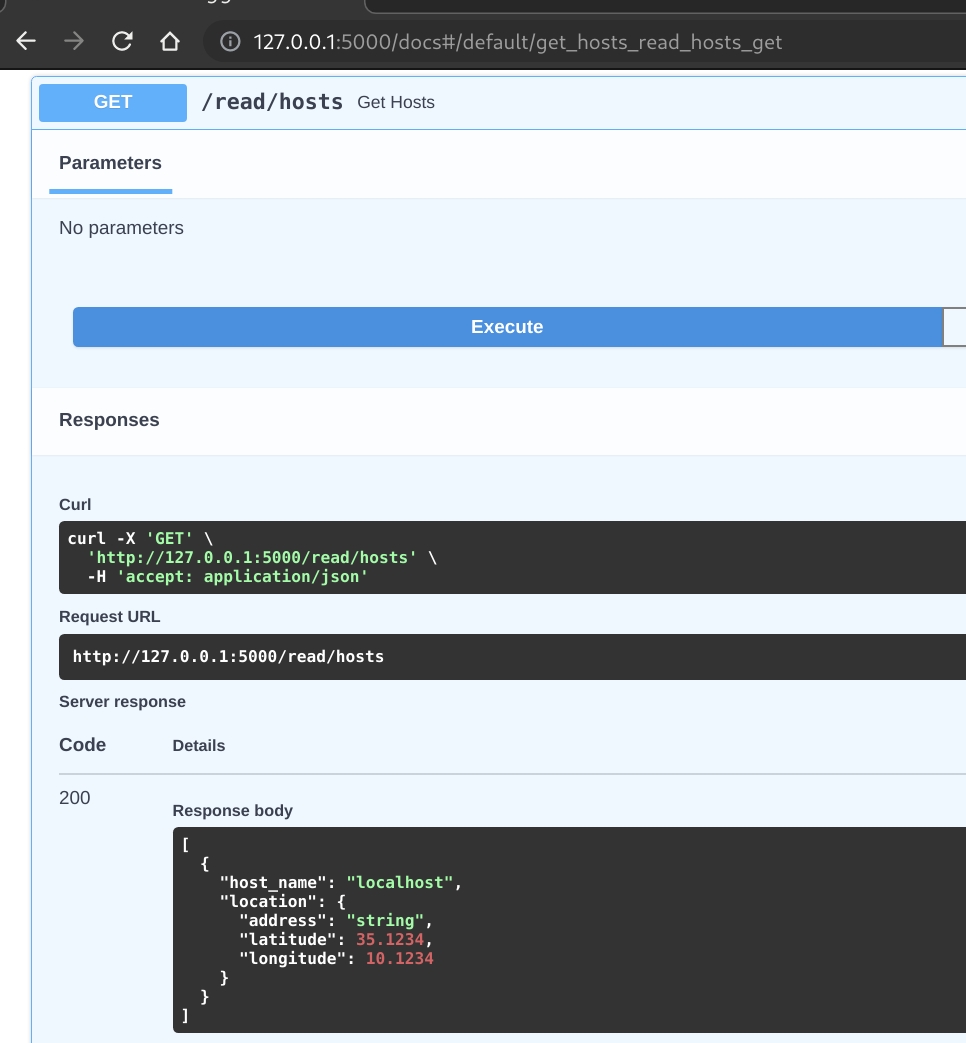 127.0.0.1:5000/docs#/default/get_hosts_read_hosts_get
GET /read/hosts Get Hosts
Parameters
No parameters
Execute
Responses
Curl
curl -X 'GET' \
  'http://127.0.0.1:5000/read/hosts' \
  -H 'accept: application/json'
Request URL
http://127.0.0.1:5000/read/hosts
Server response
Code Details
200
Response body
[
  {
    "host_name": "localhost",
    "location": {
      "address": "string",
      "latitude": 35.1234,
      "longitude": 10.1234
    }
  }
]